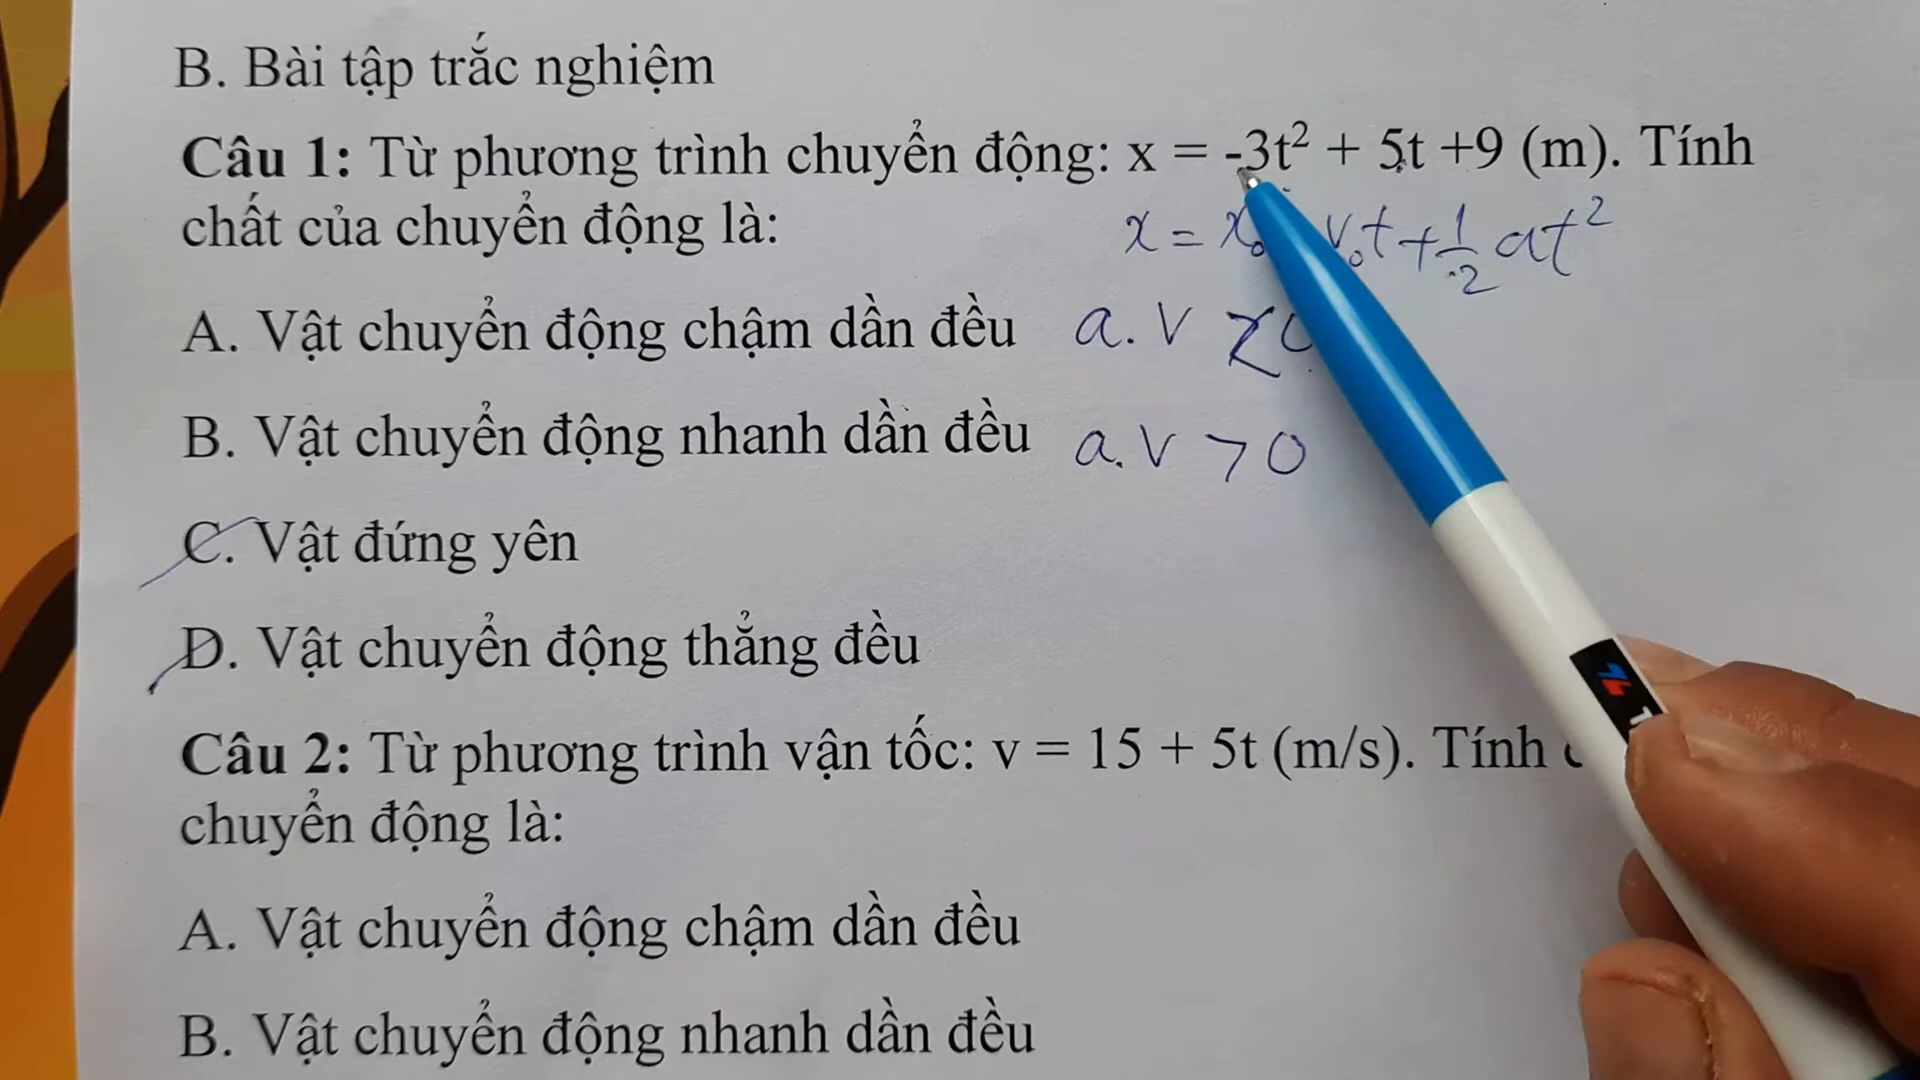 B. Bài tập trắc nghiệm
Câu 1: Từ phương trình chuyển động: x = -3t² + 5t +9 (m). Tính
chất của chuyển động là:
x = x₀ v₀t + 1/2 at²
A. Vật chuyển động chậm dần đều a.v < 0
B. Vật chuyển động nhanh dần đều a.v > 0
C. Vật đứng yên
D. Vật chuyển động thẳng đều
Câu 2: Từ phương trình vận tốc: v = 15 + 5t (m/s). Tính
chuyển động là:
A. Vật chuyển động chậm dần đều
B. Vật chuyển động nhanh dần đều